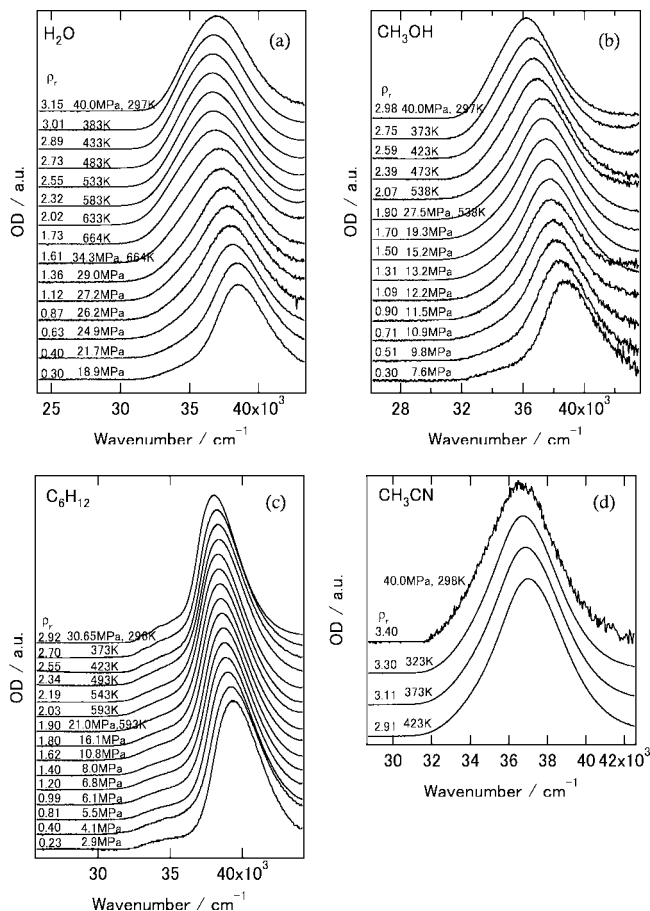 H₂O
(a)
ρr
3.15 40.0MPa, 297K
3.01 383K
2.89 433K
2.73 483K
2.55 533K
2.32 583K
2.02 633K
1.73 664K
1.61 34.3MPa, 664K
1.36 29.0MPa
1.12 27.2MPa
0.87 26.2MPa
0.63 24.9MPa
0.40 21.7MPa
0.30 18.9MPa
OD / a.u.
25 30 35 40x10³
Wavenumber / cm⁻¹
CH₃OH
(b)
ρr
2.98 40.0MPa, 297K
2.75 373K
2.59 423K
2.39 473K
2.07 538K
1.90 27.5MPa, 538K
1.70 19.3MPa
1.50 15.2MPa
1.31 13.2MPa
1.09 12.2MPa
0.90 11.5MPa
0.71 10.9MPa
0.51 9.8MPa
0.30 7.6MPa
OD / a.u.
28 32 36 40x10³
Wavenumber / cm⁻¹
C₆H₁₂
(c)
ρr
2.92 30.65MPa, 296K
2.70 373K
2.55 423K
2.34 493K
2.19 543K
2.03 593K
1.90 21.0MPa,593K
1.80 16.1MPa
1.62 10.8MPa
1.40 8.0MPa
1.20 6.8MPa
0.99 6.1MPa
0.81 5.5MPa
0.40 4.1MPa
0.23 2.9MPa
OD / a.u.
30 35 40x10³
Wavenumber / cm⁻¹
CH₃CN
(d)
40.0MPa, 298K
ρr
3.40
3.30 323K
3.11 373K
2.91 423K
OD / a.u.
30 32 34 36 38 40 42x10³
Wavenumber / cm⁻¹